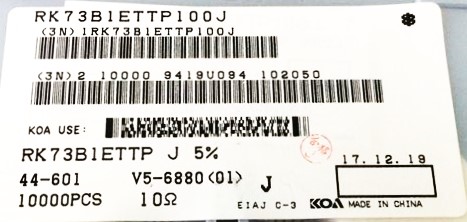 RK73B1ETTP100J
(3N)1RK73B1ETTP100J
(3N)2 10000 9419U094 102050
KOA USE:
RK73B1ETTP J 5%
17.12.19
44-601 V5-6880(01) J
10000PCS 10Ω EIAJ C-3 KOA MADE IN CHINA